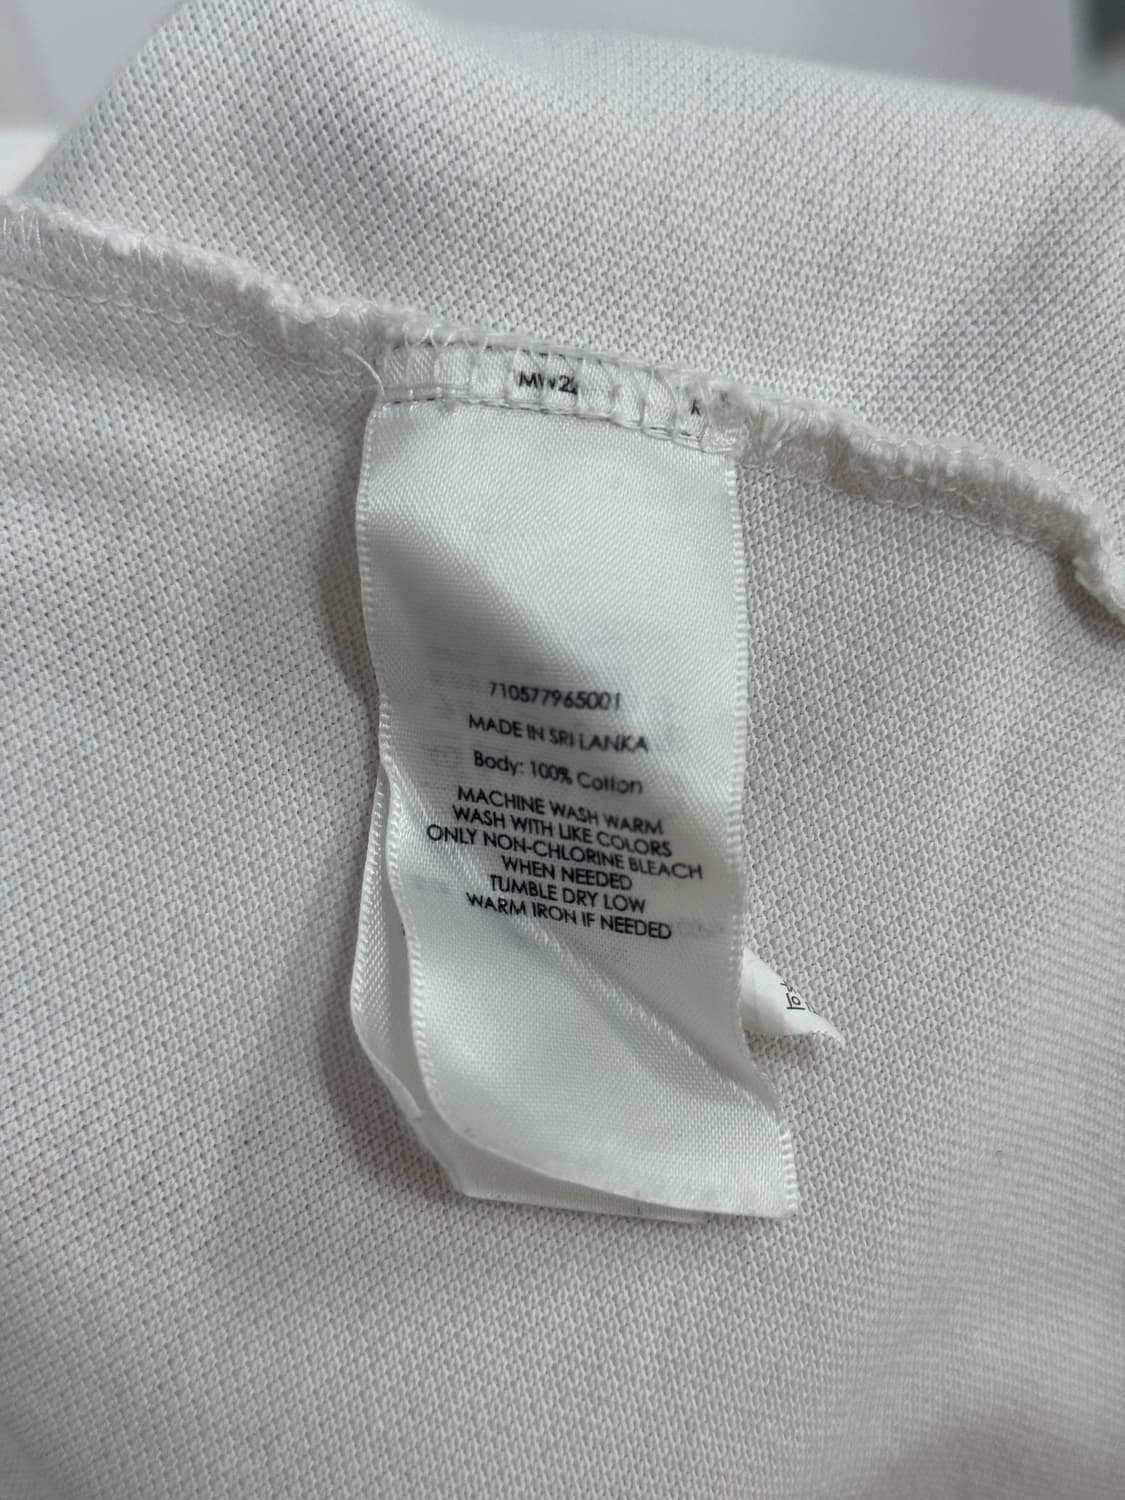 710577965001
MADE IN SRI LANKA
Body: 100% Cotton
MACHINE WASH WARM
WASH WITH LIKE COLORS
ONLY NON-CHLORINE BLEACH
WHEN NEEDED
TUMBLE DRY LOW
WARM IRON IF NEEDED